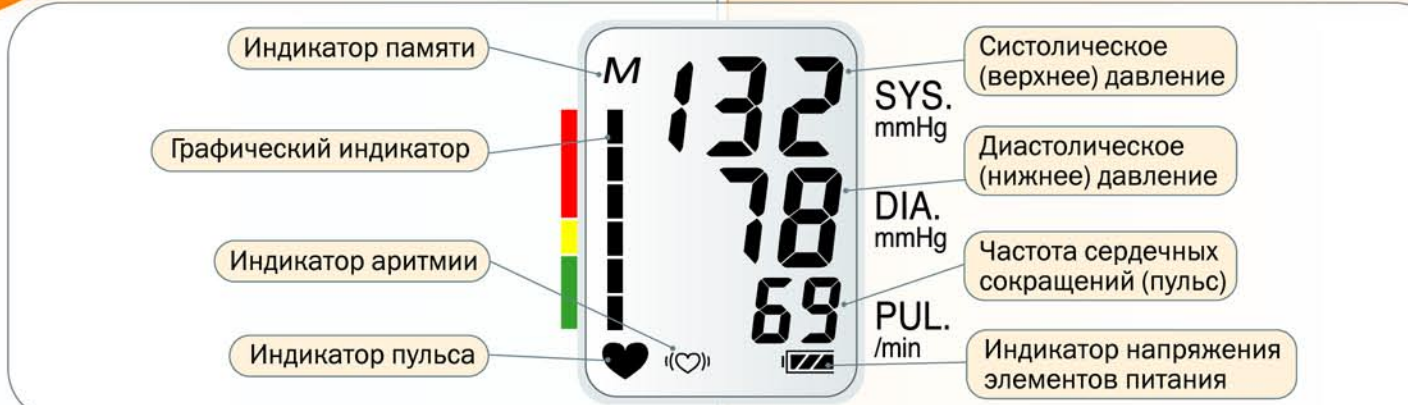 Индикатор памяти
Графический индикатор
Индикатор аритмии
Индикатор пульса
M
132
78
69
SYS.
mmHg
DIA.
mmHg
PUL.
/min
Систолическое
(верхнее) давление
Диастолическое
(нижнее) давление
Частота сердечных
сокращений (пульс)
Индикатор напряжения
элементов питания